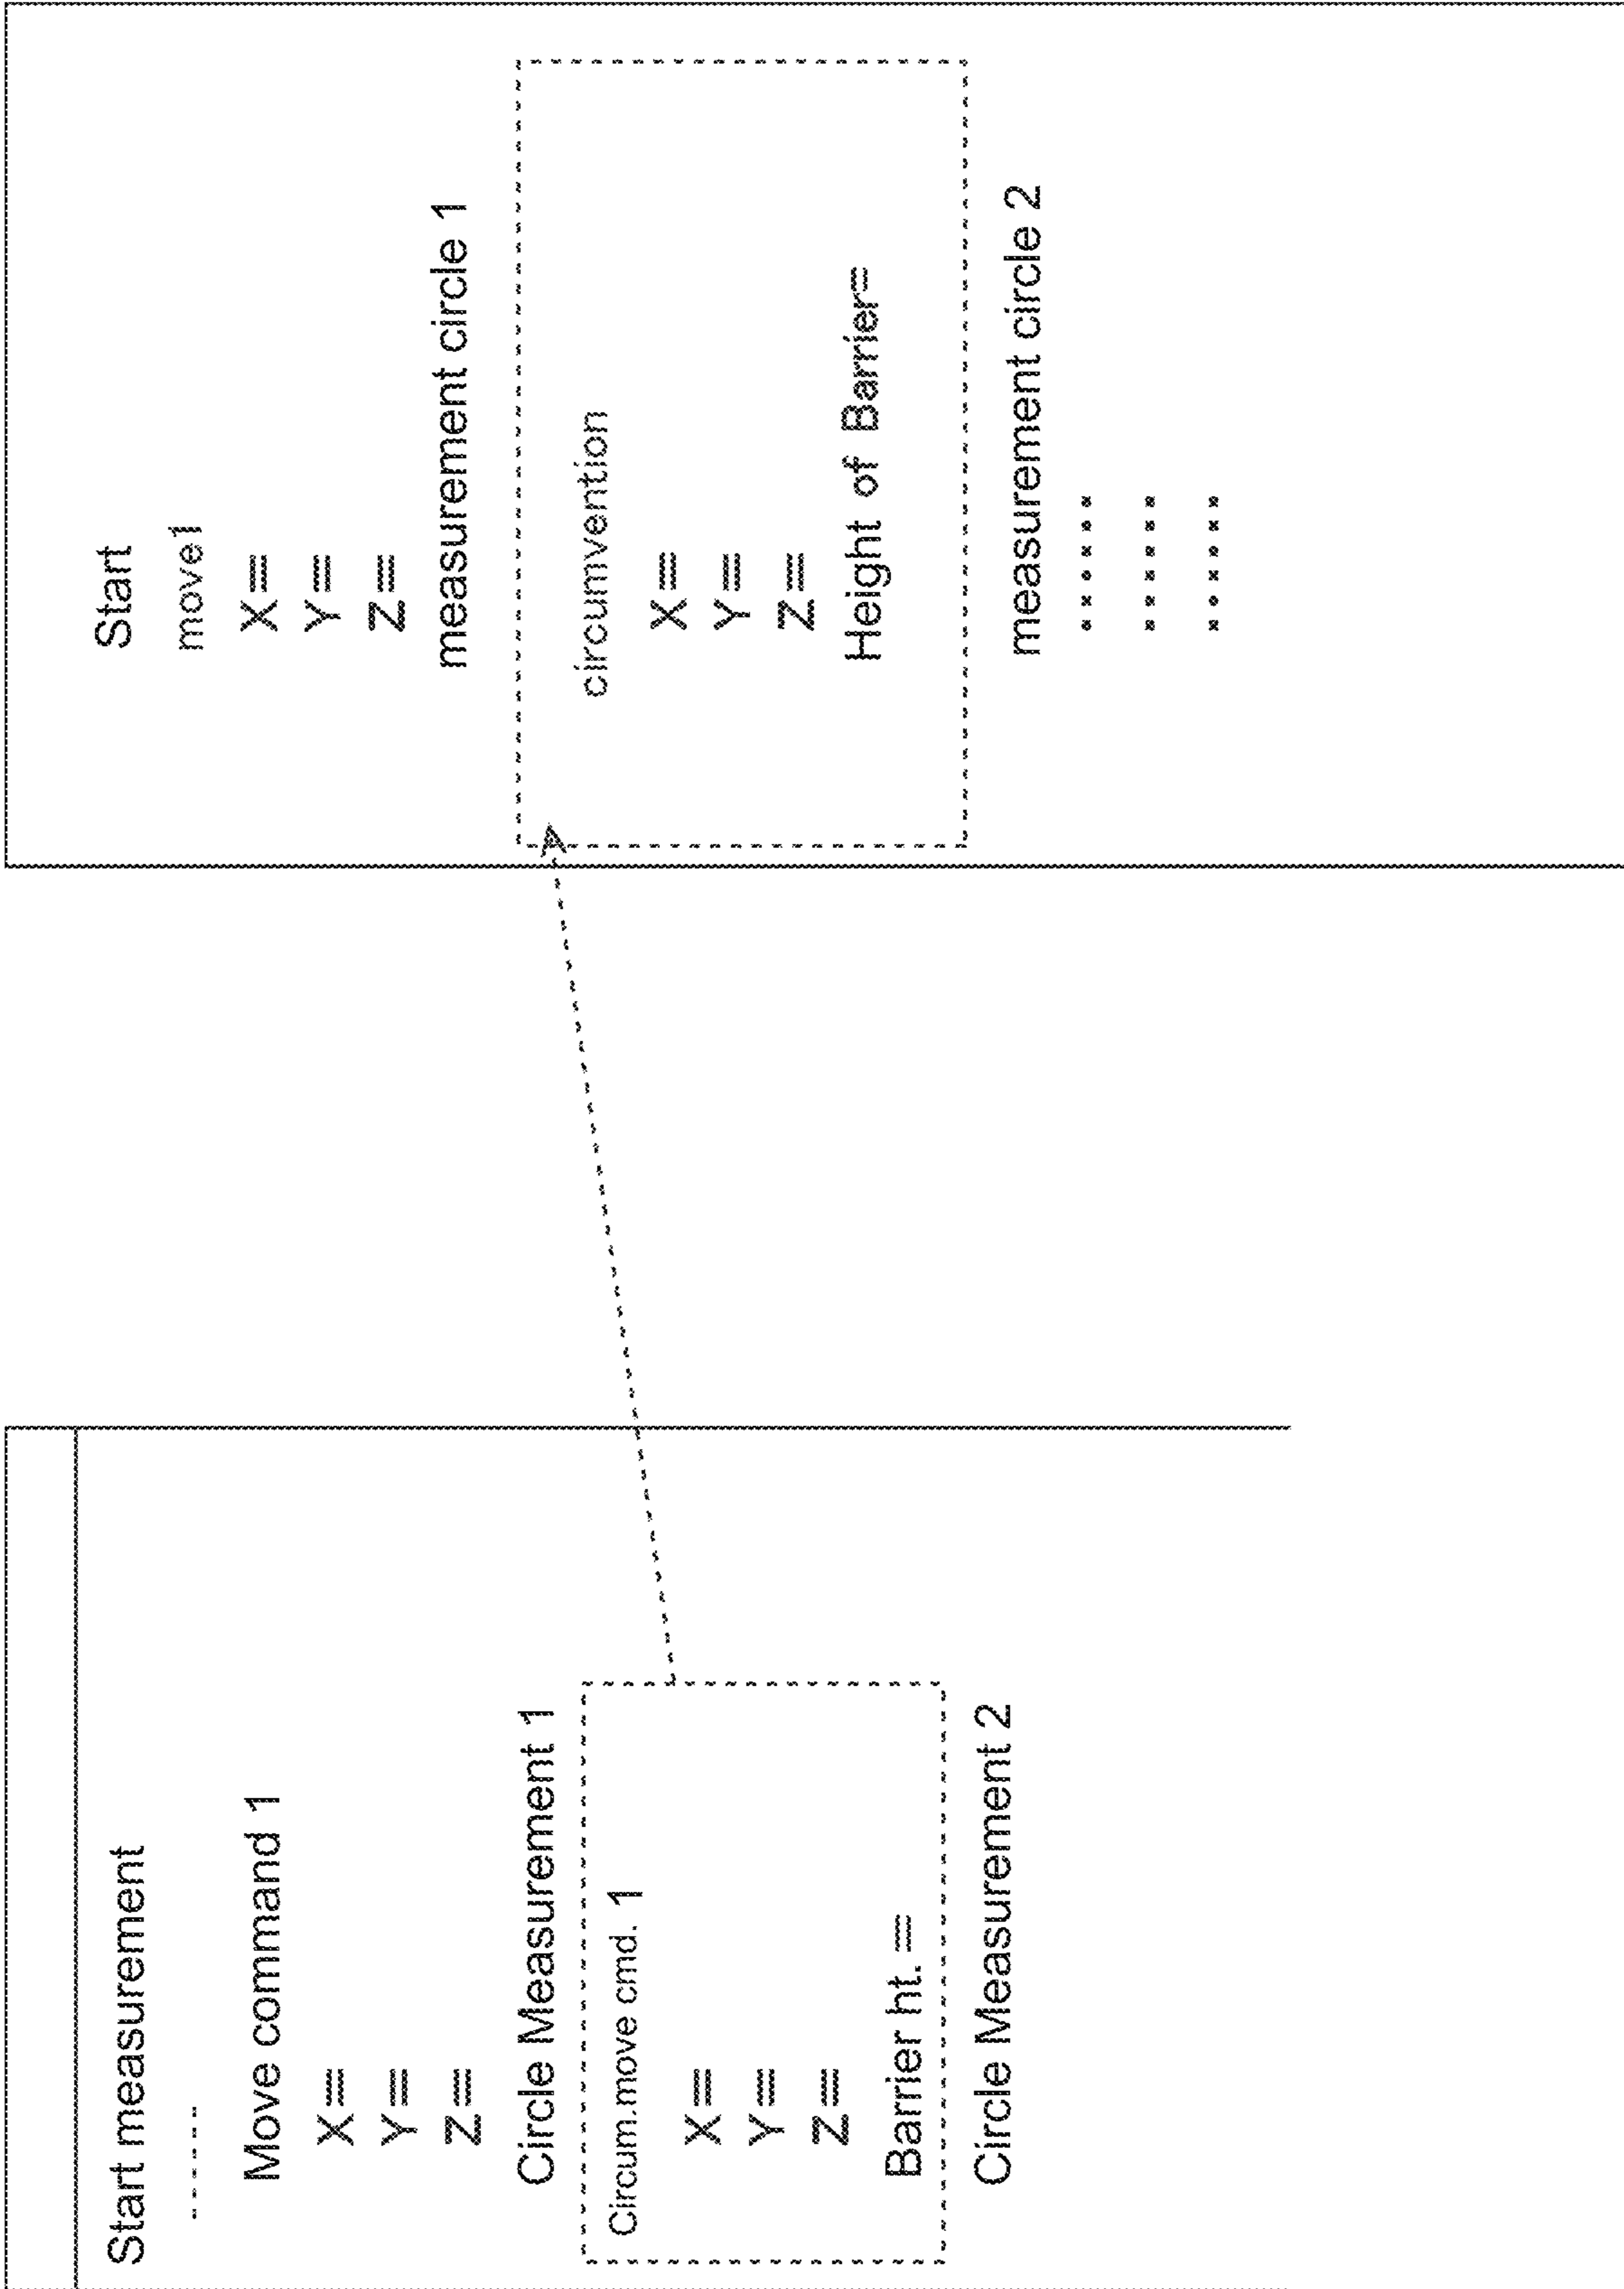 Start measurement
------
Move command 1
X=
Y=
Z=
Circle Measurement 1
Circum.move cmd. 1
X=
Y=
Z=
Barrier ht. =
Circle Measurement 2
Start
move1
X=
Y=
Z=
measurement circle 1
circumvention
X=
Y=
Z=
Height of Barrier=
measurement circle 2
······
······
······